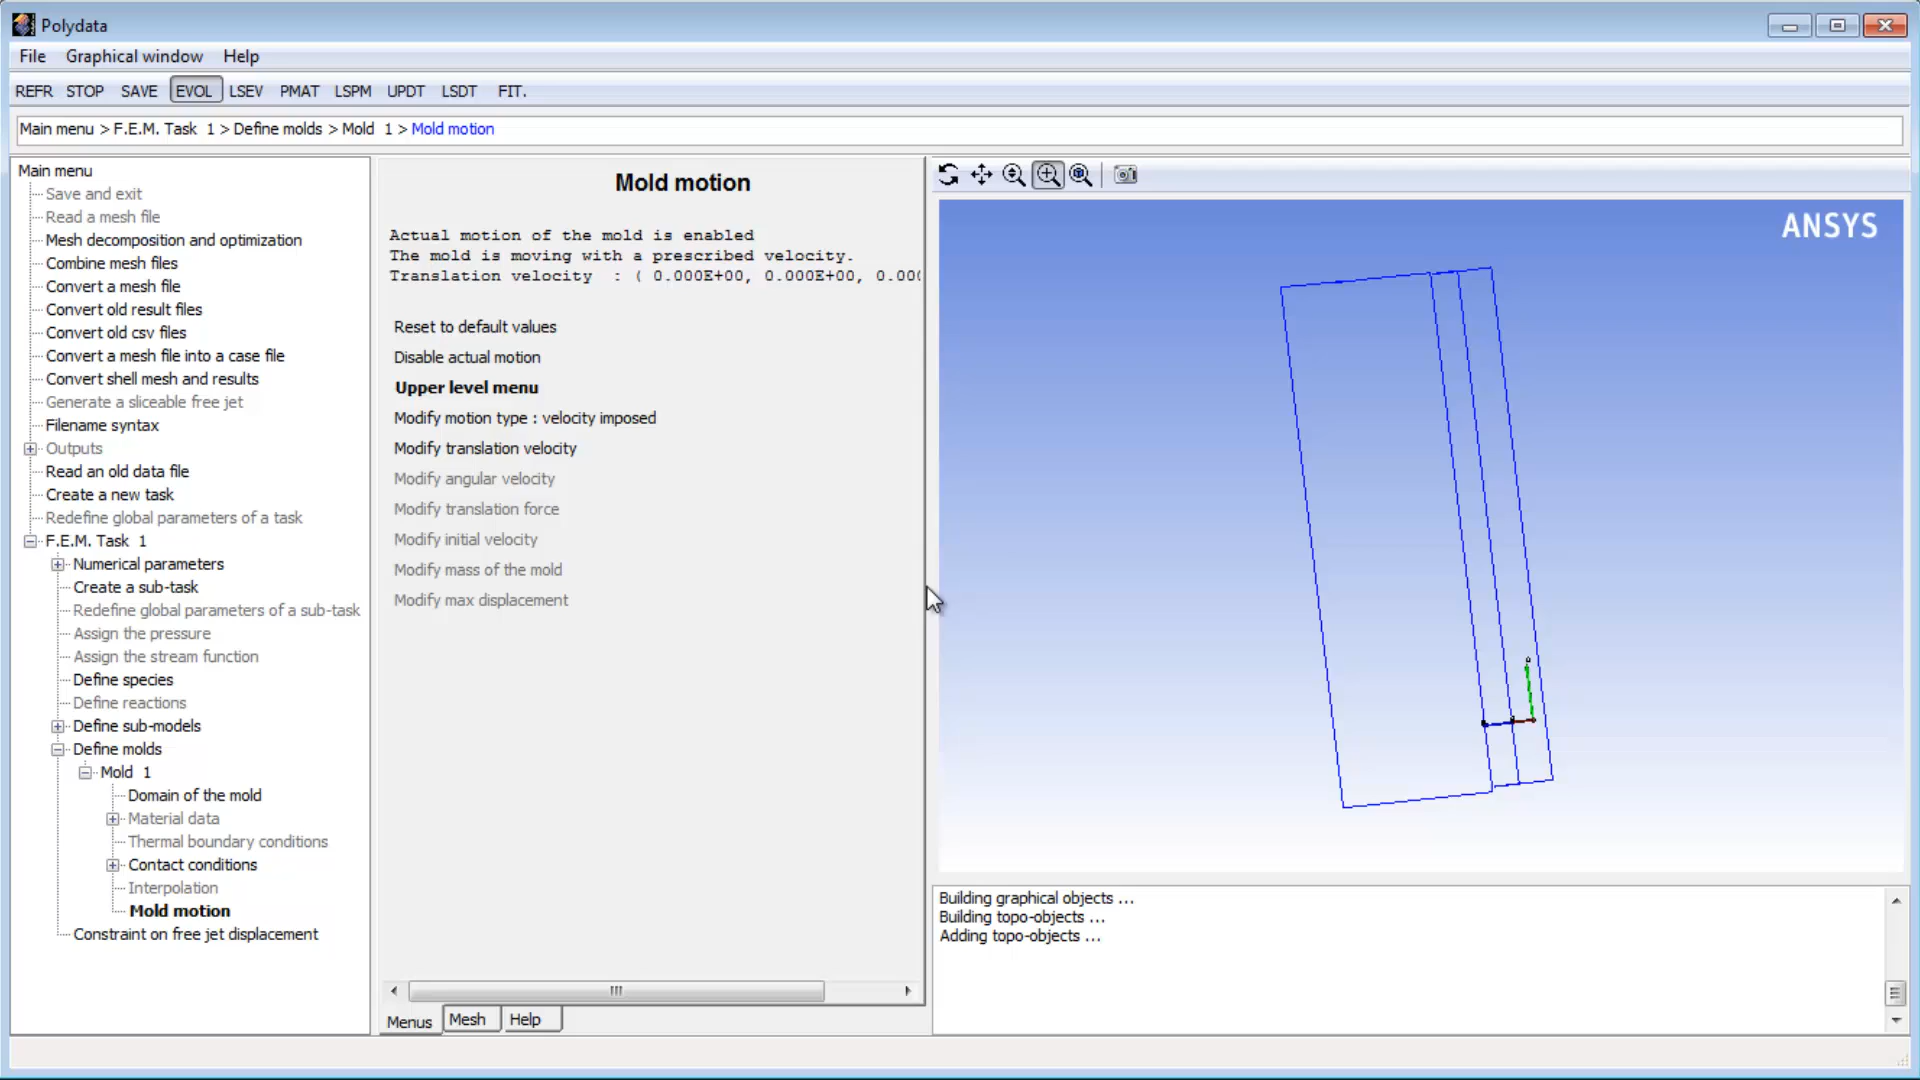 Polydata
File Graphical window Help
REFR STOP SAVE EVOL LSEV PMAT LSPM UPDT LSDT FIT.
Main menu > F.E.M. Task 1 > Define molds > Mold 1 > Mold motion
Main menu
Save and exit
Read a mesh file
Mesh decomposition and optimization
Combine mesh files
Convert a mesh file
Convert old result files
Convert old csv files
Convert a mesh file into a case file
Convert shell mesh and results
Generate a sliceable free jet
Filename syntax
Outputs
Read an old data file
Create a new task
Redefine global parameters of a task
F.E.M. Task 1
Numerical parameters
Create a sub-task
Redefine global parameters of a sub-task
Assign the pressure
Assign the stream function
Define species
Define reactions
Define sub-models
Define molds
Mold 1
Domain of the mold
Material data
Thermal boundary conditions
Contact conditions
Interpolation
Mold motion
Constraint on free jet displacement
Mold motion
Actual motion of the mold is enabled
The mold is moving with a prescribed velocity.
Translation velocity : ( 0.000E+00, 0.000E+00, 0.00
Reset to default values
Disable actual motion
Upper level menu
Modify motion type : velocity imposed
Modify translation velocity
Modify angular velocity
Modify translation force
Modify initial velocity
Modify mass of the mold
Modify max displacement
Menus Mesh Help
ANSYS
Building graphical objects ...
Building topo-objects ...
Adding topo-objects ...